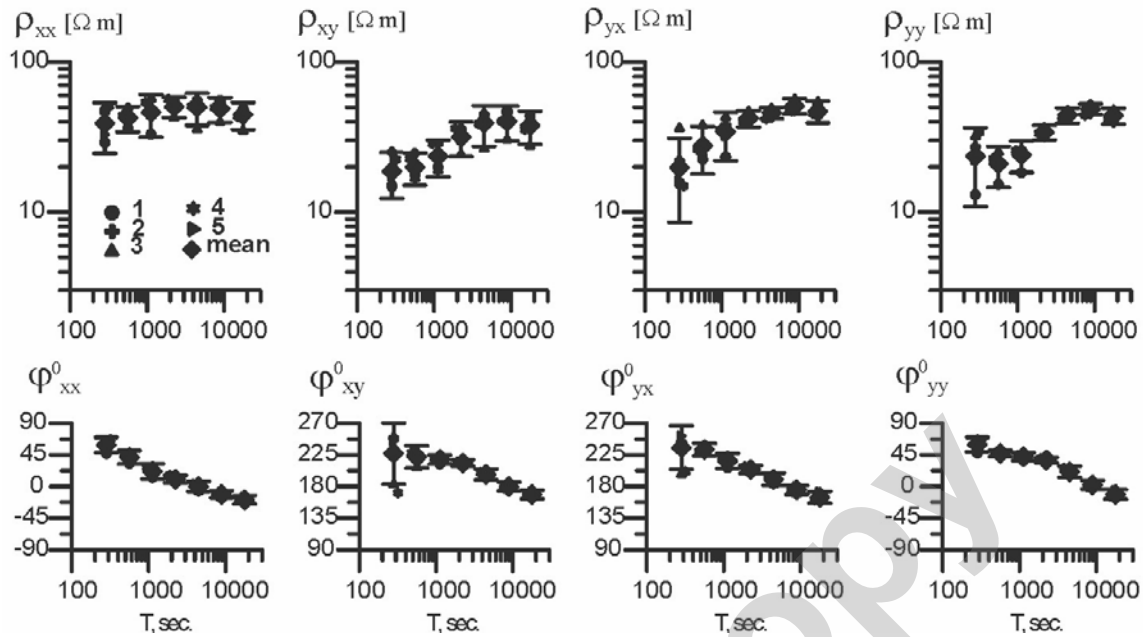 ρxx [Ω m] ρxy [Ω m] ρyx [Ω m] ρyy [Ω m]
100 100 100 100
10 10 10 10
1 4
2 5
3 mean
100 1000 10000 100 1000 10000 100 1000 10000 100 1000 10000
φ⁰xx φ⁰xy φ⁰yx φ⁰yy
90 270 270 90
45 225 225 45
0 180 180 0
-45 135 135 -45
-90 90 90 -90
100 1000 10000 100 1000 10000 100 1000 10000 100 1000 10000
T, sec. T, sec. T, sec. T, sec.
opy